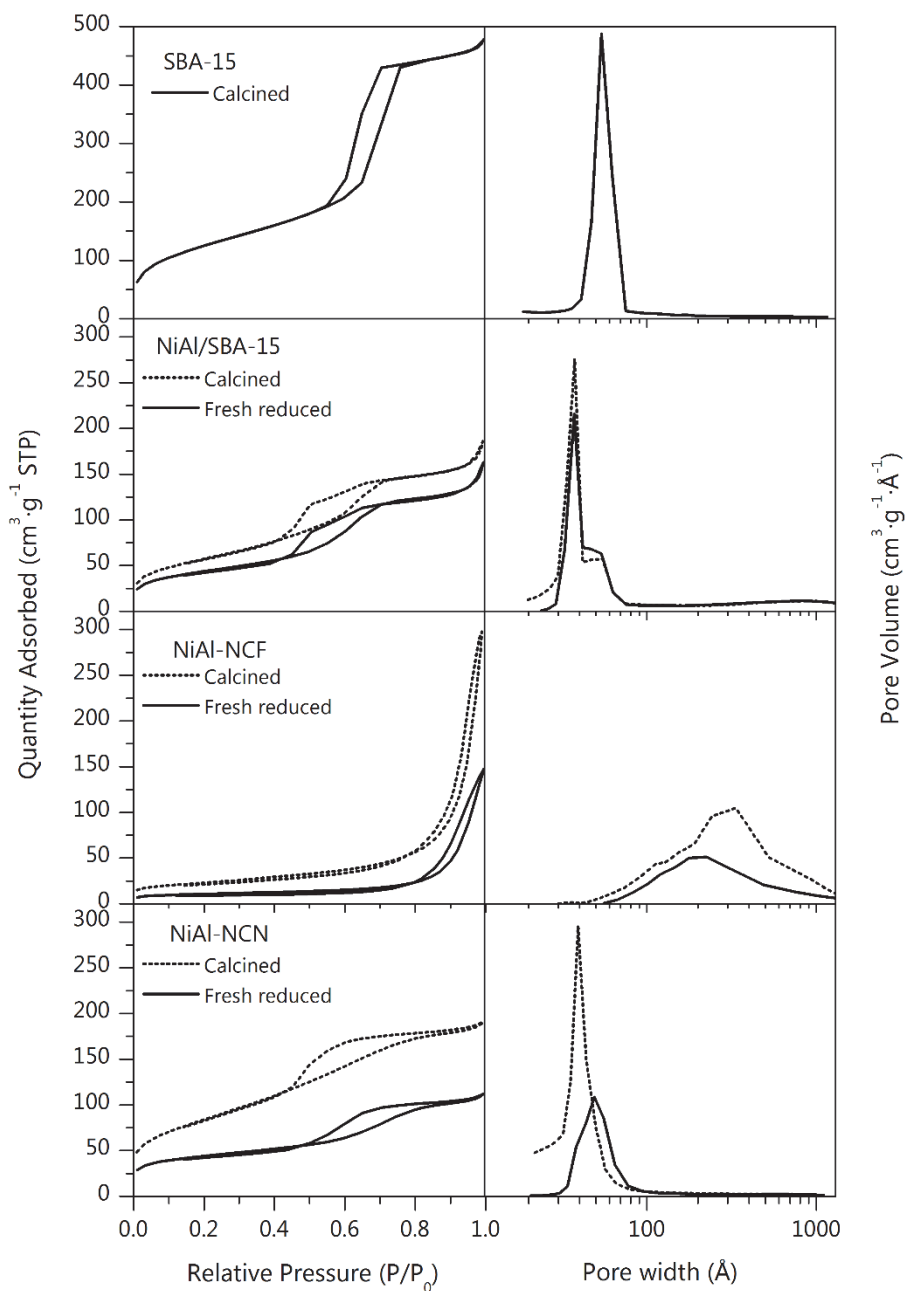 Quantity Adsorbed (cm³·g⁻¹ STP)
500
400
300
200
100
0
SBA-15
Calcined
300
250
200
150
100
50
0
NiAl/SBA-15
Calcined
Fresh reduced
300
250
200
150
100
50
0
NiAl-NCF
Calcined
Fresh reduced
300
250
200
150
100
50
0
NiAl-NCN
Calcined
Fresh reduced
0.0 0.2 0.4 0.6 0.8 1.0
100 1000
Relative Pressure (P/P₀)
Pore width (Å)
Pore Volume (cm³·g⁻¹·Å⁻¹)